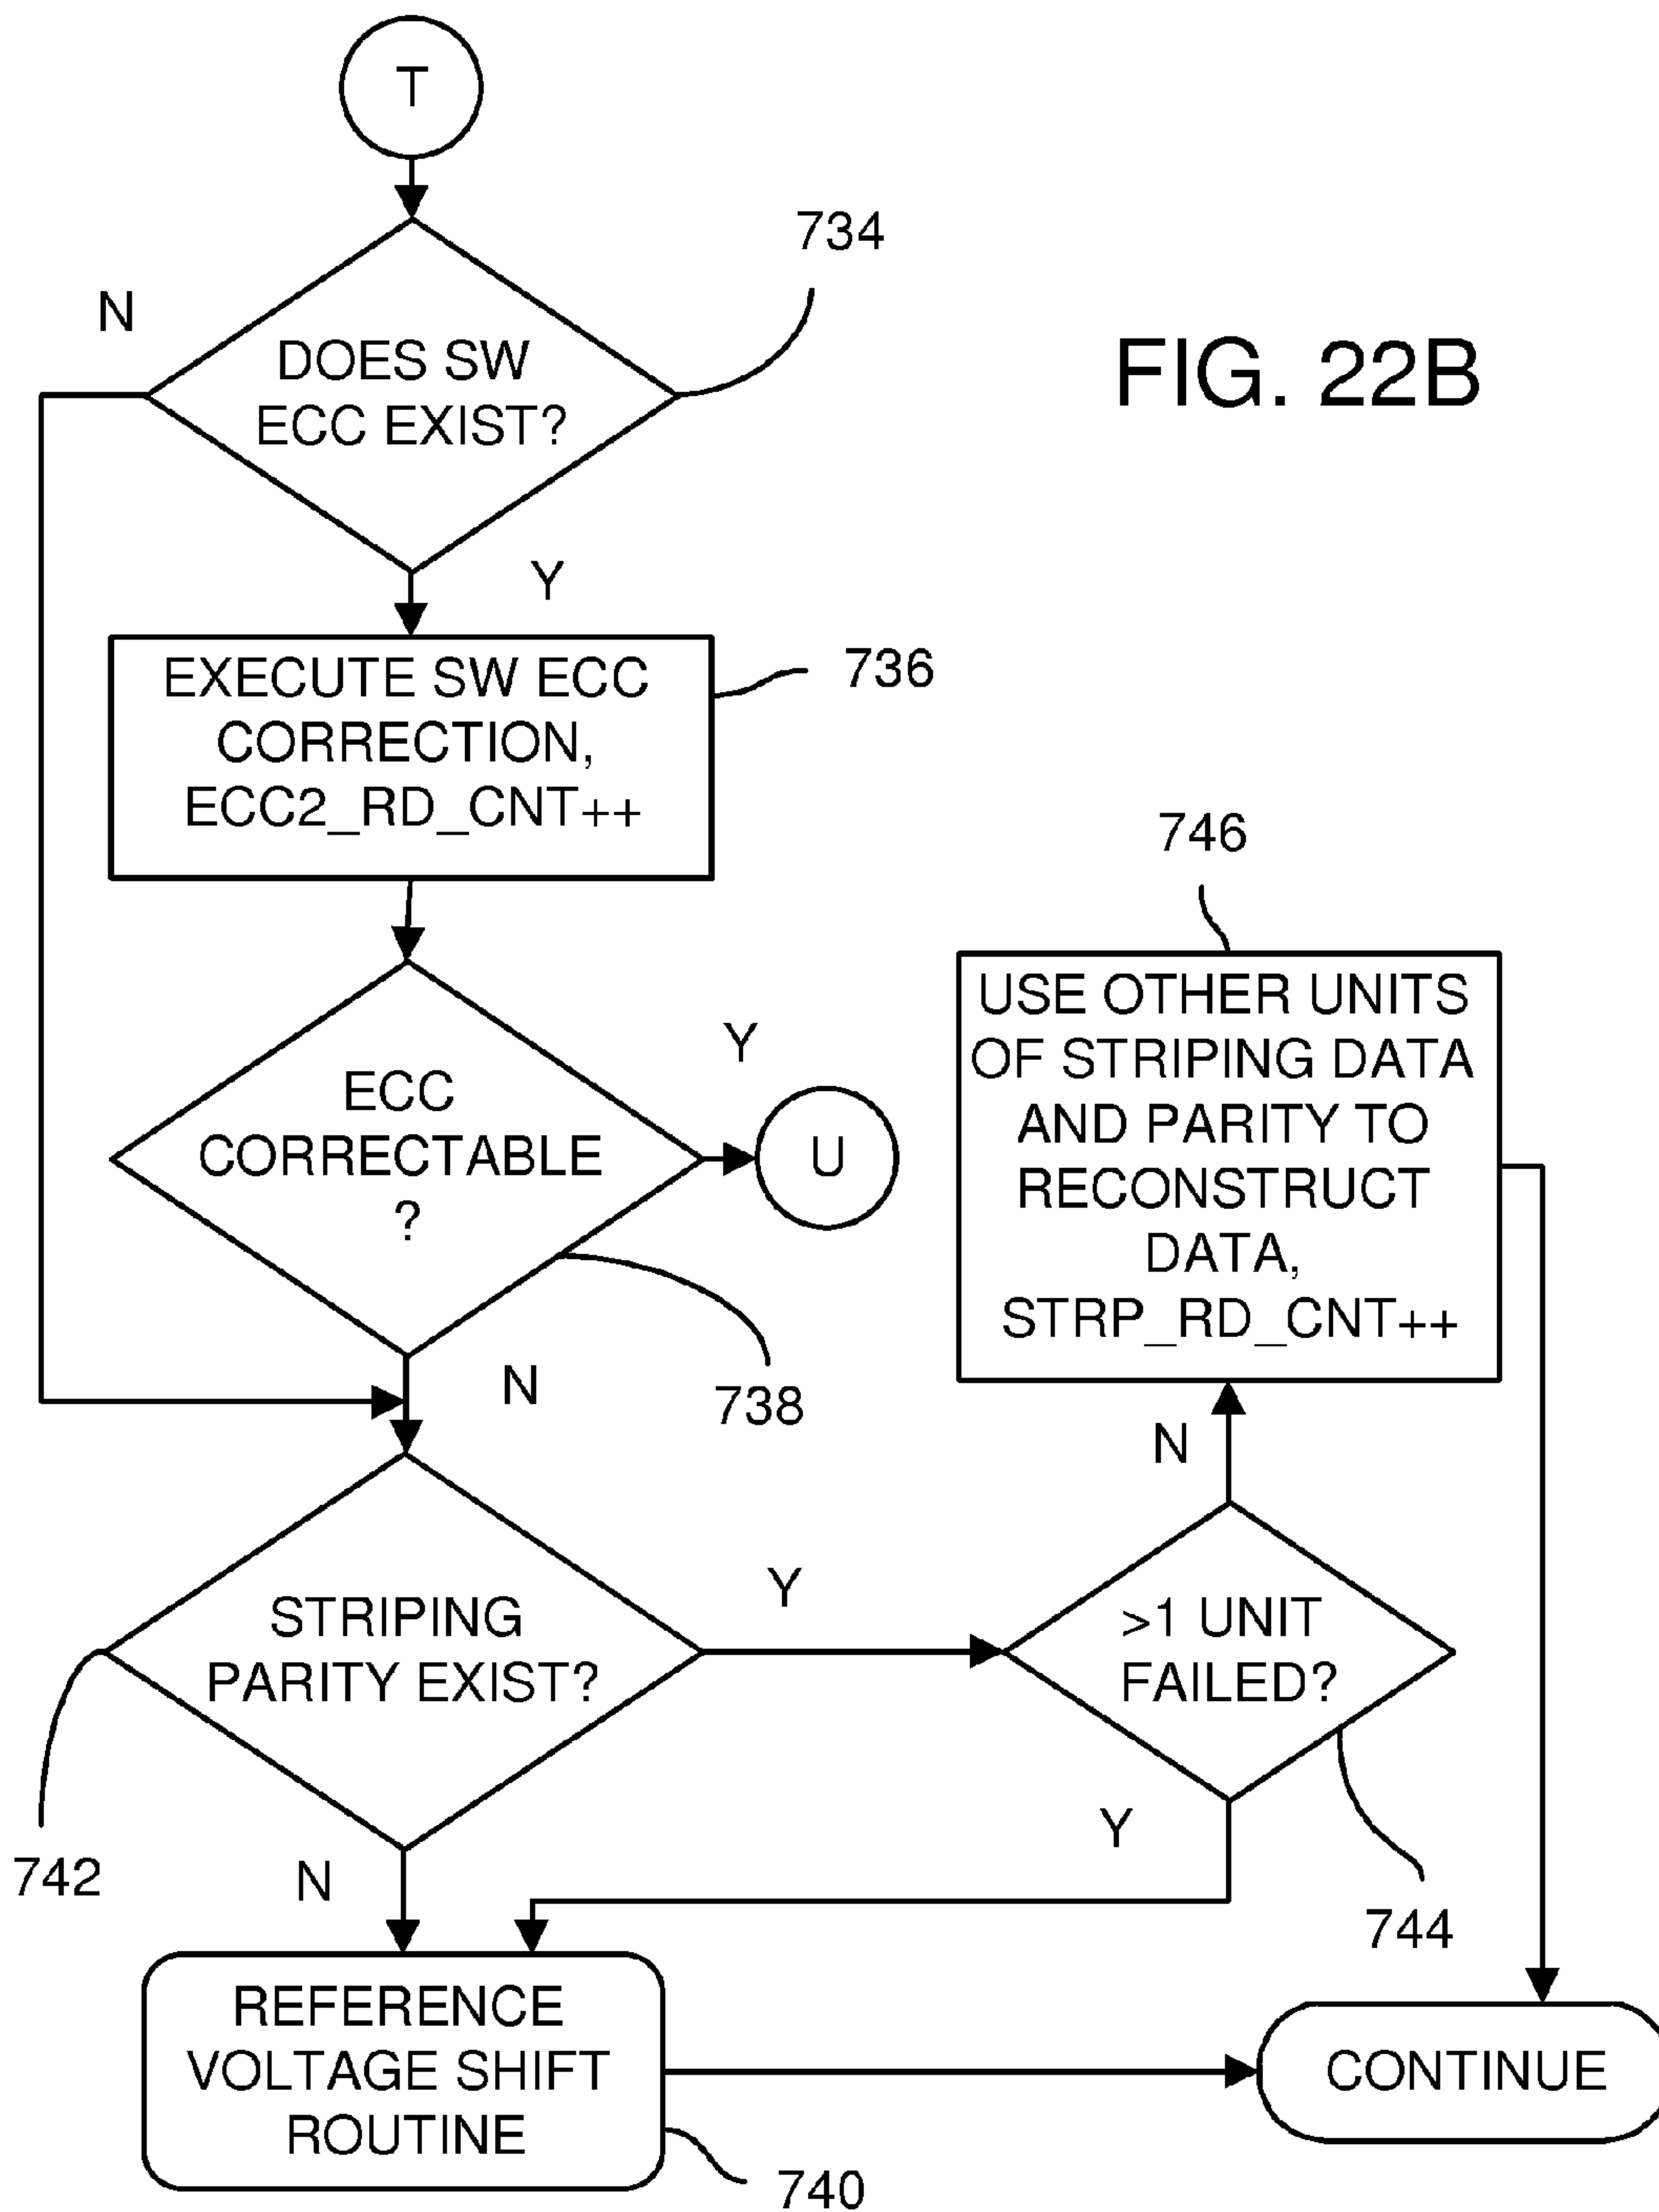 T
734
N
DOES SW
ECC EXIST?
FIG. 22B
Y
EXECUTE SW ECC
CORRECTION,
ECC2_RD_CNT++
736
746
USE OTHER UNITS
OF STRIPING DATA
AND PARITY TO
RECONSTRUCT
DATA,
STRP_RD_CNT++
Y
ECC
CORRECTABLE
?
U
N
738
N
STRIPING
PARITY EXIST?
Y
>1 UNIT
FAILED?
742
N
Y
744
REFERENCE
VOLTAGE SHIFT
ROUTINE
CONTINUE
740